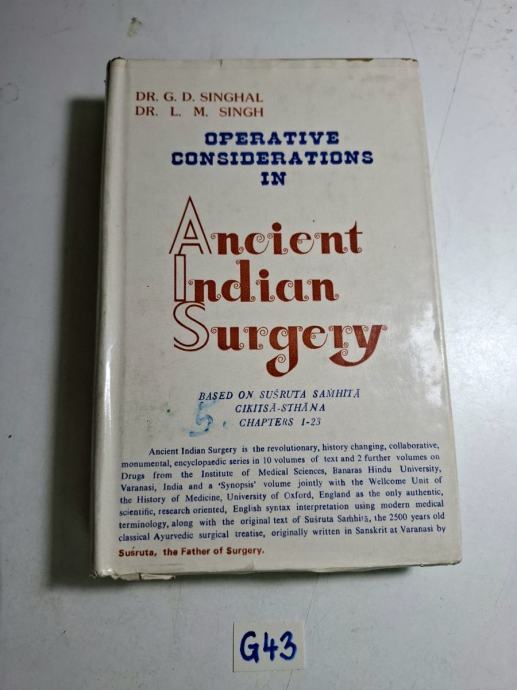 DR. G. D. SINGHAL
DR. L. M. SINGH
OPERATIVE
CONSIDERATIONS
IN
Ancient
Indian
Surgery
BASED ON SUŚRUTA SAṀHITĀ
CIKITSĀ-STHĀNA
CHAPTERS 1-23
5.
Ancient Indian Surgery is the revolutionary, history changing, collaborative,
monumental, encyclopædic series in 10 volumes of text and 2 further volumes on
Drugs from the Institute of Medical Sciences, Banaras Hindu University,
Varanasi, India and a 'Synopsis' volume jointly with the Wellcome Unit of
the History of Medicine, University of Oxford, England as the only authentic,
scientific, research oriented, English syntax interpretation using modern medical
terminology, along with the original text of Suśruta Saṁhitā, the 2500 years old
classical Ayurvedic surgical treatise, originally written in Sanskrit at Varanasi by
Suśruta, the Father of Surgery.
G43